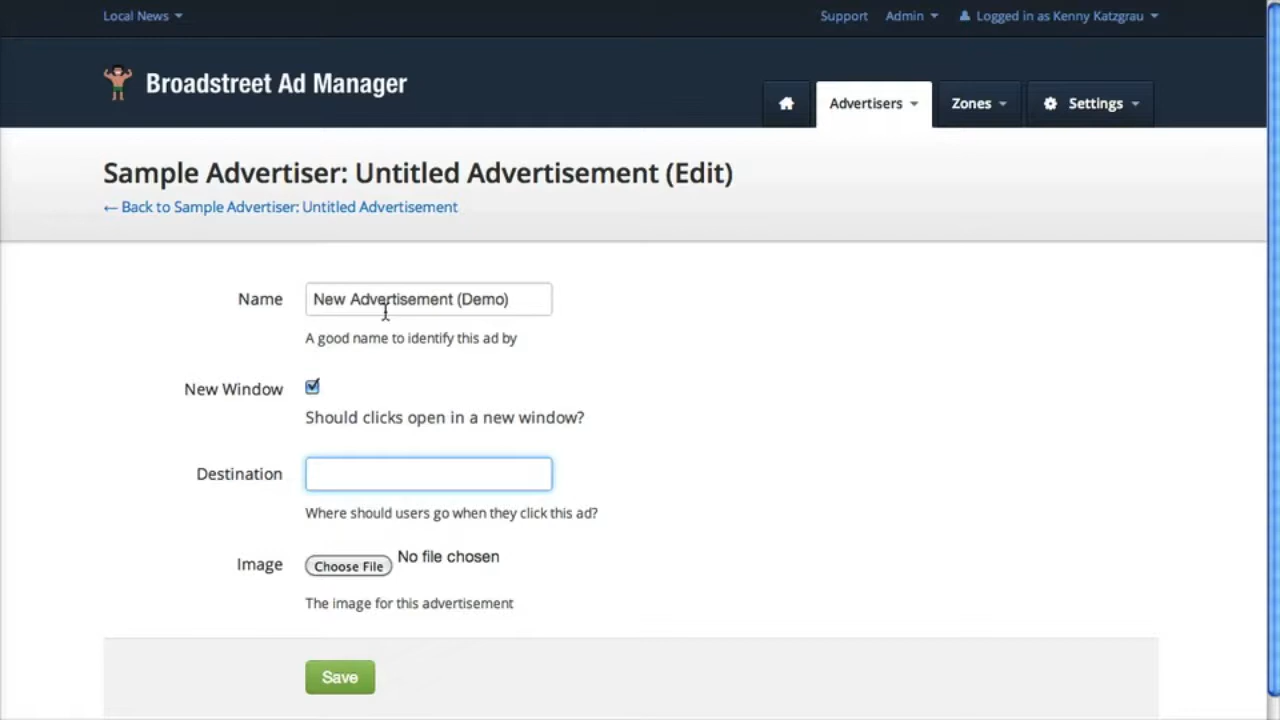 Local News
Support Admin Logged in as Kenny Katzgrau
Broadstreet Ad Manager
Advertisers Zones Settings
Sample Advertiser: Untitled Advertisement (Edit)
← Back to Sample Advertiser: Untitled Advertisement
Name New Advertisement (Demo)
A good name to identify this ad by
New Window
Should clicks open in a new window?
Destination
Where should users go when they click this ad?
Image Choose File No file chosen
The image for this advertisement
Save